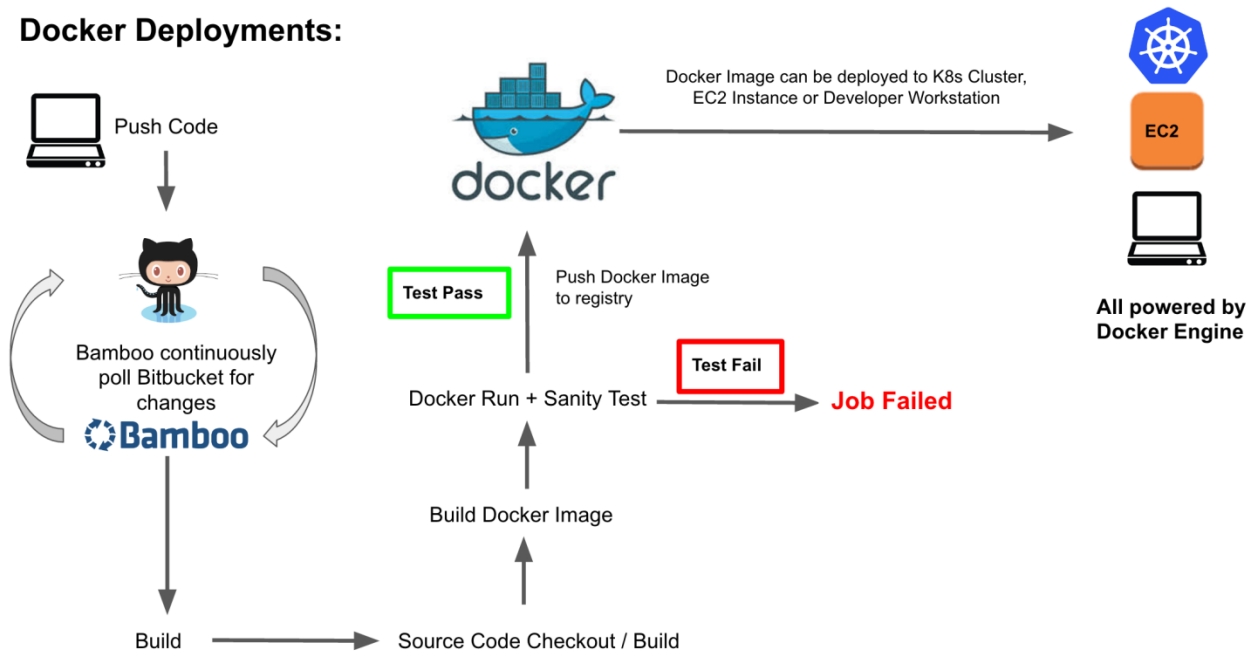 Docker Deployments:
Push Code
Bamboo continuously
poll Bitbucket for
changes
Bamboo
Build
Source Code Checkout / Build
Build Docker Image
Docker Run + Sanity Test
Test Fail
Job Failed
Test Pass
Push Docker Image
to registry
docker
Docker Image can be deployed to K8s Cluster,
EC2 Instance or Developer Workstation
EC2
All powered by
Docker Engine